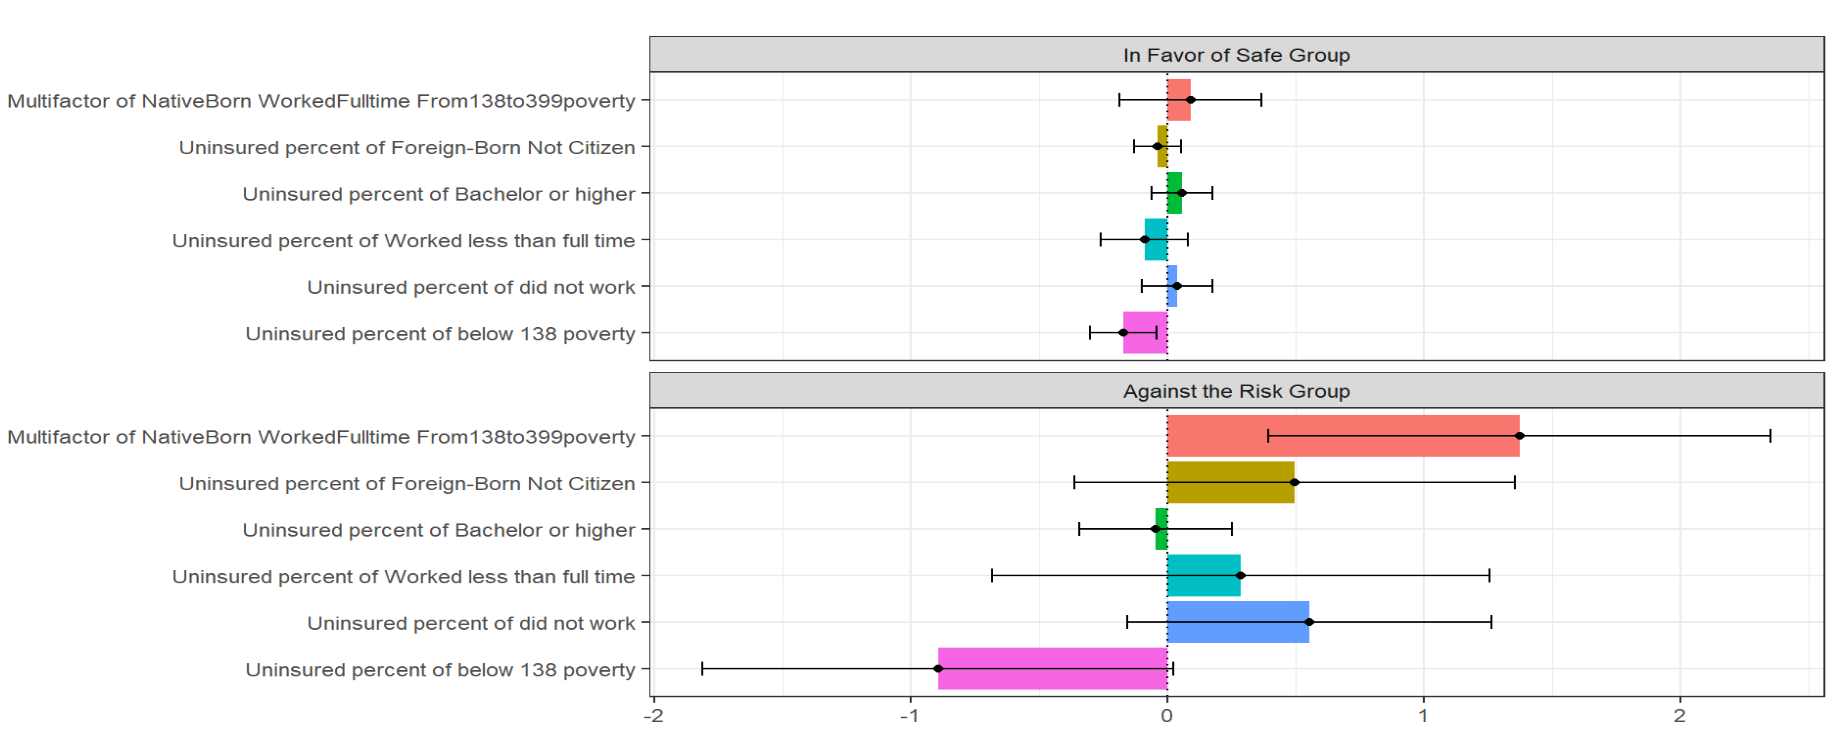 In Favor of Safe Group
Multifactor of NativeBorn WorkedFulltime From138to399poverty
Uninsured percent of Foreign-Born Not Citizen
Uninsured percent of Bachelor or higher
Uninsured percent of Worked less than full time
Uninsured percent of did not work
Uninsured percent of below 138 poverty
Against the Risk Group
Multifactor of NativeBorn WorkedFulltime From138to399poverty
Uninsured percent of Foreign-Born Not Citizen
Uninsured percent of Bachelor or higher
Uninsured percent of Worked less than full time
Uninsured percent of did not work
Uninsured percent of below 138 poverty
-2 -1 0 1 2